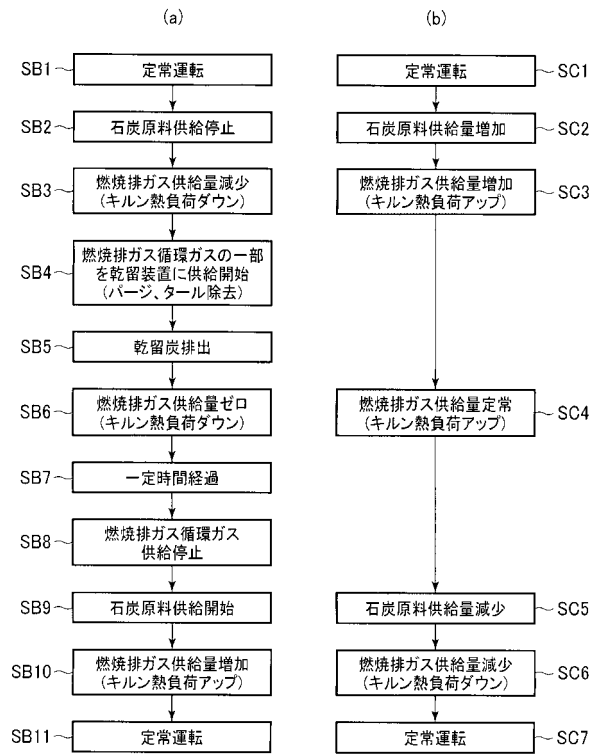 (a)
SB1
定常運転
SB2
石炭原料供給停止
SB3
燃焼排ガス供給量減少
(キルン熱負荷ダウン)
SB4
燃焼排ガス循環ガスの一部
を乾留装置に供給開始
(パージ、タール除去)
SB5
乾留炭排出
SB6
燃焼排ガス供給量ゼロ
(キルン熱負荷ダウン)
SB7
一定時間経過
SB8
燃焼排ガス循環ガス
供給停止
SB9
石炭原料供給開始
SB10
燃焼排ガス供給量増加
(キルン熱負荷アップ)
SB11
定常運転
(b)
定常運転
SC1
石炭原料供給量増加
SC2
燃焼排ガス供給量増加
(キルン熱負荷アップ)
SC3
燃焼排ガス供給量定常
(キルン熱負荷アップ)
SC4
石炭原料供給量減少
SC5
燃焼排ガス供給量減少
(キルン熱負荷ダウン)
SC6
定常運転
SC7